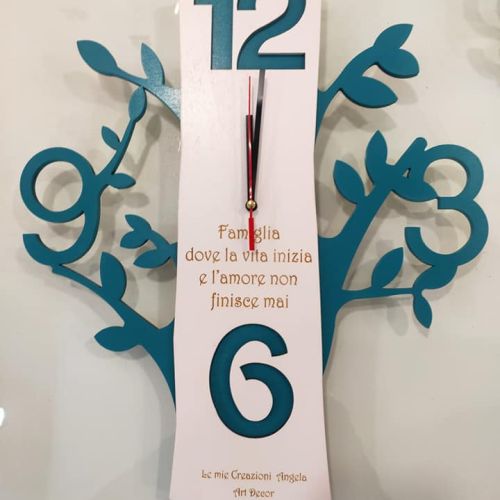 12
9
3
Famiglia
dove la vita inizia
e l'amore non
finisce mai
6
Le mie Creazioni Angela
Art Decor